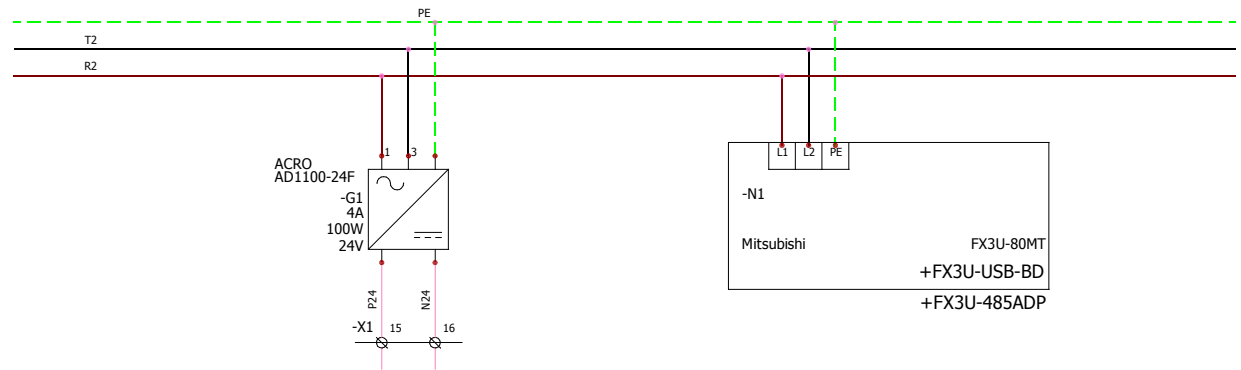 PE
T2
R2
1 3
L1 L2 PE
ACRO
AD1100-24F
-G1
4A
100W
24V
-N1
Mitsubishi FX3U-80MT
+FX3U-USB-BD
+FX3U-485ADP
P24 N24
-X1 15 16